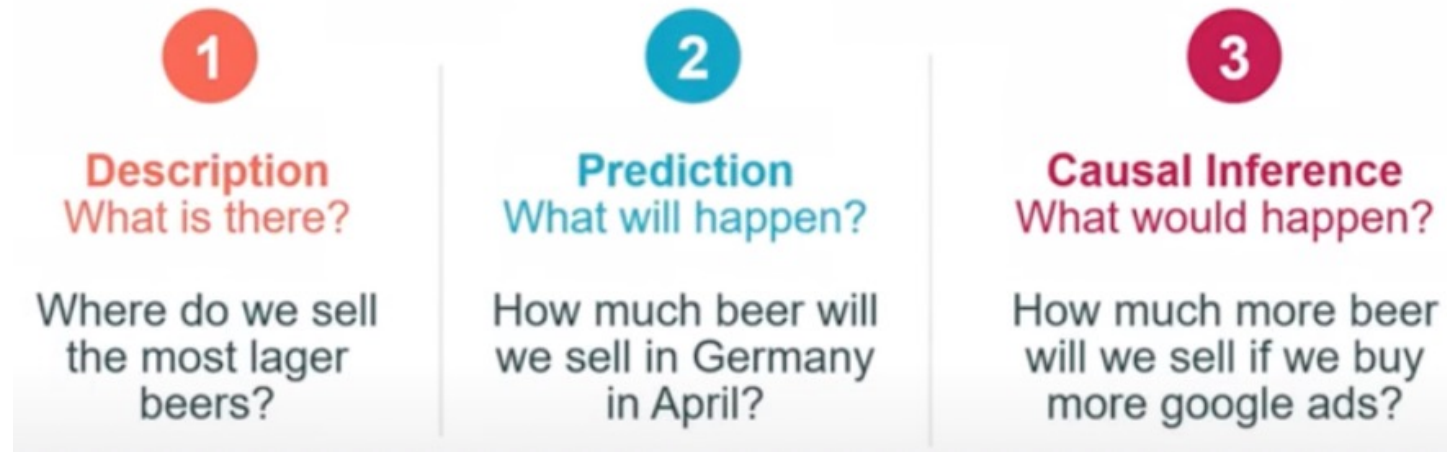 1
Description
What is there?
Where do we sell
the most lager
beers?
2
Prediction
What will happen?
How much beer will
we sell in Germany
in April?
3
Causal Inference
What would happen?
How much more beer
will we sell if we buy
more google ads?